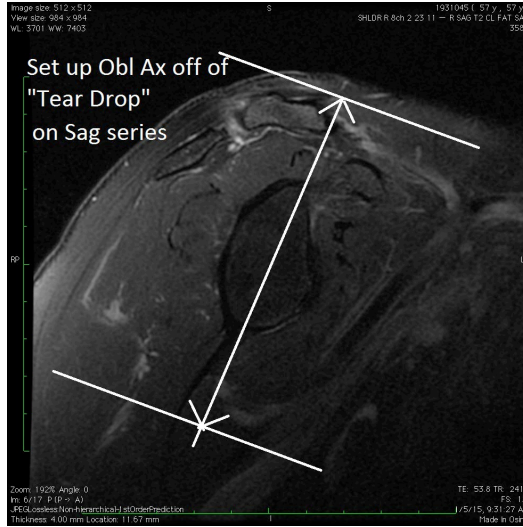 Image size: 512 x 512
View size: 984 x 984
WL: 3701 WW: 7403
S
1931045 ( 57 y , 57 y
SHLDR R 8ch 2 23 11 — R SAG T2 CL FAT SA
358
Set up Obl Ax off of
"Tear Drop"
on Sag series
RP
L
Zoom: 192% Angle: 0
Im: 6/17 P (P -> A)
JPEGLossless:Non-hierarchical-1stOrderPrediction
Thickness: 4.00 mm Location: 11.67 mm
I
TE: 53.8 TR: 241
FS: 1.
/5/15, 9:31:27 A
Made In Osir